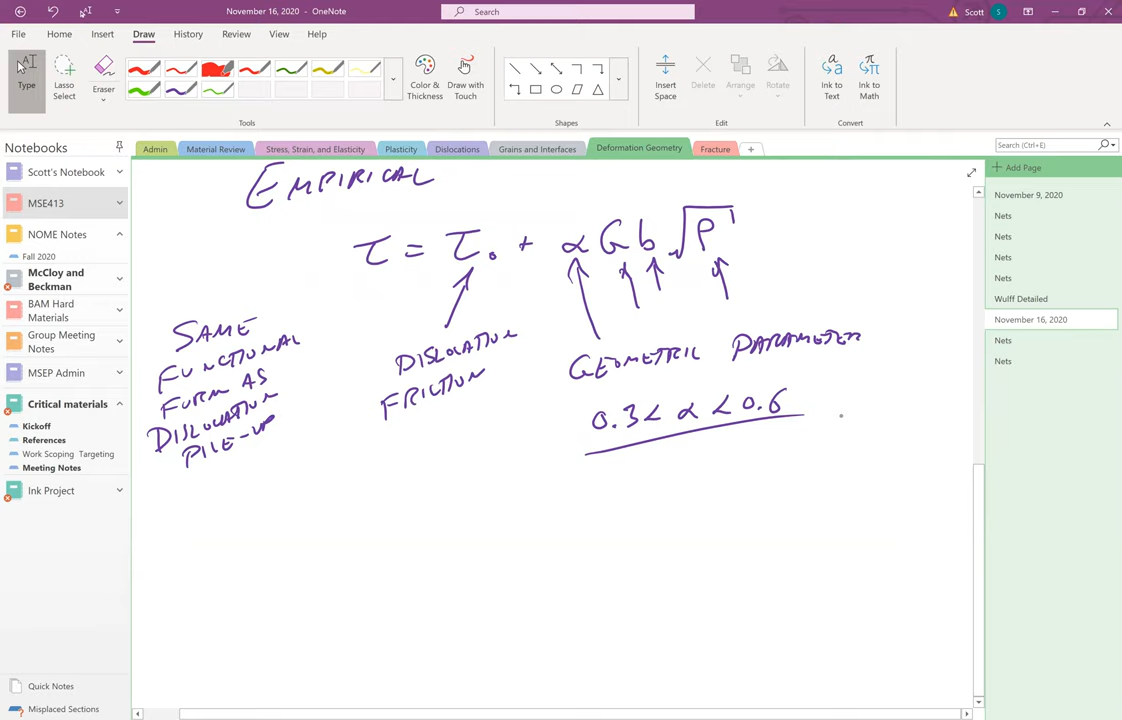 November 16, 2020 - OneNote
Search
Scott
S
File
Home
Insert
Draw
History
Review
View
Help
Type
Lasso
Select
Eraser
Color &
Thickness
Draw with
Touch
Insert
Space
Delete
Arrange
Rotate
Ink to
Text
Ink to
Math
Tools
Shapes
Edit
Convert
Notebooks
Admin
Material Review
Stress, Strain, and Elasticity
Plasticity
Dislocations
Grains and Interfaces
Deformation Geometry
Fracture
Search (Ctrl+E)
Scott's Notebook
MSE413
NOME Notes
Fall 2020
McCloy and
Beckman
BAM Hard
Materials
Group Meeting
Notes
MSEP Admin
Critical materials
Kickoff
References
Work Scoping Targeting
Meeting Notes
Ink Project
Quick Notes
Misplaced Sections
EMPIRICAL
τ = τ₀ + α G b √ρ
SAME
FUNCTIONAL
FORM AS
DISLOCATION
PILE-UP
DISLOCATION
FRICTION
GEOMETRIC PARAMETER
0.3 < α < 0.6
Add Page
November 9, 2020
Nets
Nets
Nets
Nets
Wulff Detailed
November 16, 2020
Nets
Nets